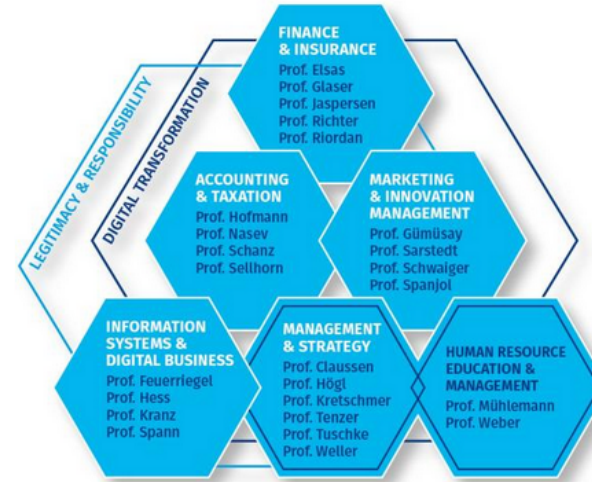 FINANCE
& INSURANCE
Prof. Elsas
Prof. Glaser
Prof. Jaspersen
Prof. Richter
Prof. Riordan
LEGITIMACY & RESPONSIBILITY
DIGITAL TRANSFORMATION
ACCOUNTING
& TAXATION
Prof. Hofmann
Prof. Nasev
Prof. Schanz
Prof. Sellhorn
MARKETING
& INNOVATION
MANAGEMENT
Prof. Gümüsay
Prof. Sarstedt
Prof. Schwaiger
Prof. Spanjol
INFORMATION
SYSTEMS &
DIGITAL BUSINESS
Prof. Feuerriegel
Prof. Hess
Prof. Kranz
Prof. Spann
MANAGEMENT
& STRATEGY
Prof. Claussen
Prof. Högl
Prof. Kretschmer
Prof. Tenzer
Prof. Tuschke
Prof. Weller
HUMAN RESOURCE
EDUCATION &
MANAGEMENT
Prof. Mühlemann
Prof. Weber